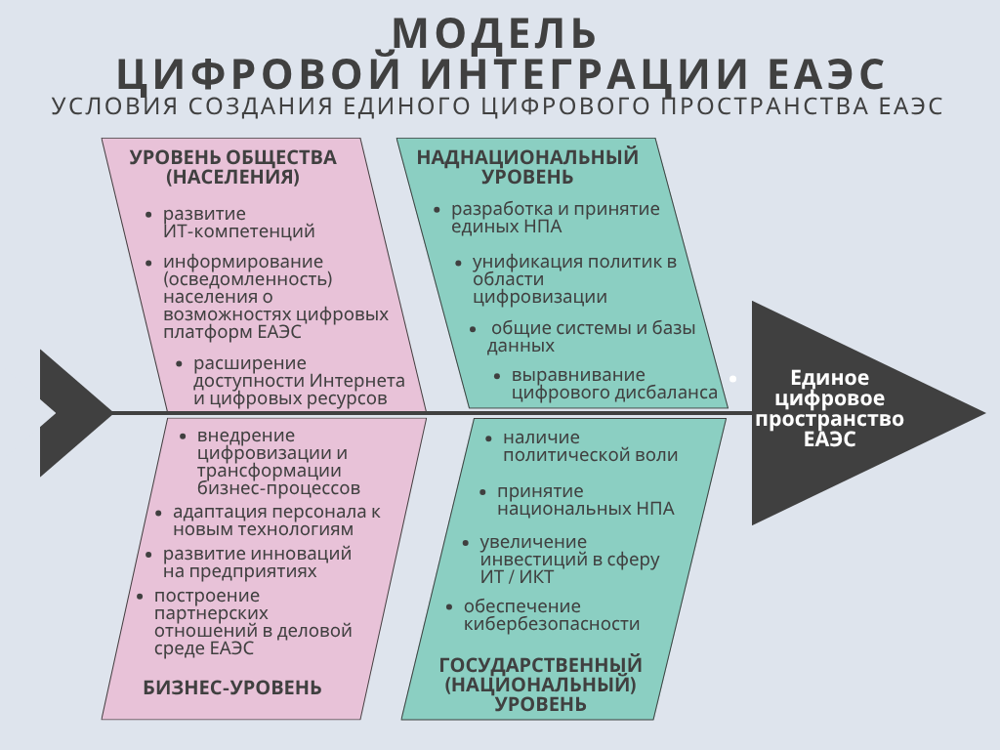 МОДЕЛЬ
ЦИФРОВОЙ ИНТЕГРАЦИИ ЕАЭС
УСЛОВИЯ СОЗДАНИЯ ЕДИНОГО ЦИФРОВОГО ПРОСТРАНСТВА ЕАЭС
УРОВЕНЬ ОБЩЕСТВА
(НАСЕЛЕНИЯ)
• развитие
ИТ-компетенций
• информирование
(осведомленность)
населения о
возможностях цифровых
платформ ЕАЭС
• расширение
доступности Интернета
и цифровых ресурсов
НАДНАЦИОНАЛЬНЫЙ
УРОВЕНЬ
• разработка и принятие
единых НПА
• унификация политик в
области
цифровизации
• общие системы и базы
данных
• выравнивание
цифрового дисбаланса
• Единое
цифровое
пространство
ЕАЭС
• внедрение
цифровизации и
трансформации
бизнес-процессов
• адаптация персонала к
новым технологиям
• развитие инноваций
на предприятиях
• построение
партнерских
отношений в деловой
среде ЕАЭС
БИЗНЕС-УРОВЕНЬ
• наличие
политической воли
• принятие
национальных НПА
• увеличение
инвестиций в сферу
ИТ / ИКТ
• обеспечение
кибербезопасности
ГОСУДАРСТВЕННЫЙ
(НАЦИОНАЛЬНЫЙ)
УРОВЕНЬ